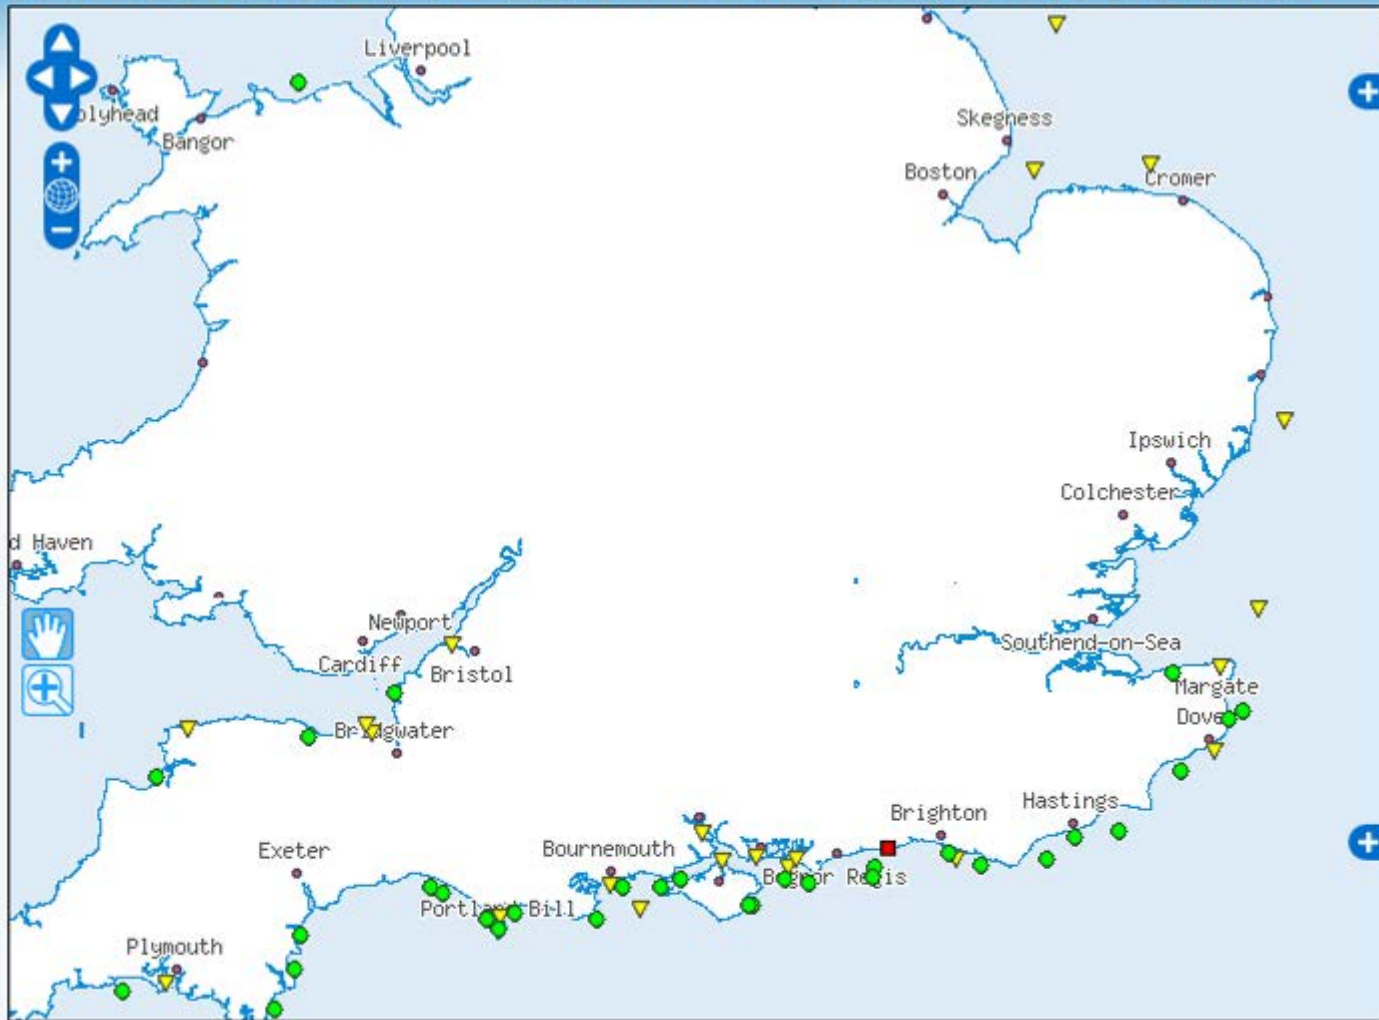 Liverpool
olyhead
Bangor
Skegness
Boston
Cromer
Ipswich
Colchester
d Haven
Newport
Southend-on-Sea
Cardiff
Bristol
Margate
Dove
Bridgwater
Hastings
Brighton
Exeter
Bournemouth
Bognor Regis
Portland Bill
Plymouth